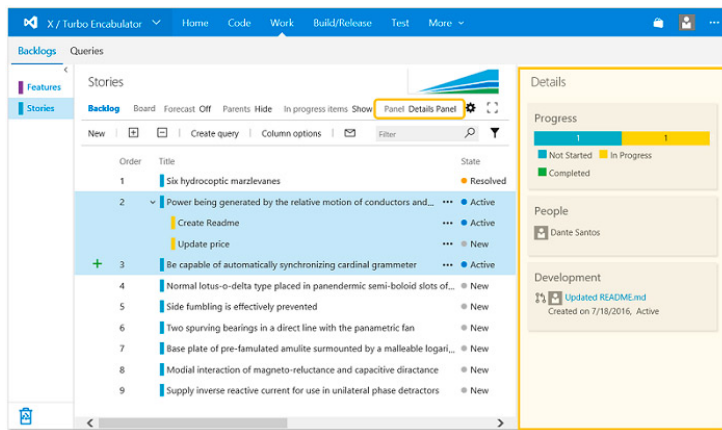 X / Turbo Encabulator Home Code Work Build/Release Test More
Backlogs Queries
Features
Stories
Stories
Backlog Board Forecast Off Parents Hide In progress items Show Panel Details Panel
New Create query Column options Filter
Order Title State
1 Six hydrocoptic marzlevanes Resolved
2 Power being generated by the relative motion of conductors and... ••• Active
Create Readme ••• Active
Update price ••• New
+ 3 Be capable of automatically synchronizing cardinal grammeter ••• Active
4 Normal lotus-o-delta type placed in panendermic semi-boloid slots of... New
5 Side fumbling is effectively prevented New
6 Two spurving bearings in a direct line with the panametric fan New
7 Base plate of pre-famulated amulite surmounted by a malleable logari... New
8 Modial interaction of magneto-reluctance and capacitive diractance New
9 Supply inverse reactive current for use in unilateral phase detractors New
Details
Progress
1 1
Not Started In Progress
Completed
People
Dante Santos
Development
Updated README.md
Created on 7/18/2016, Active